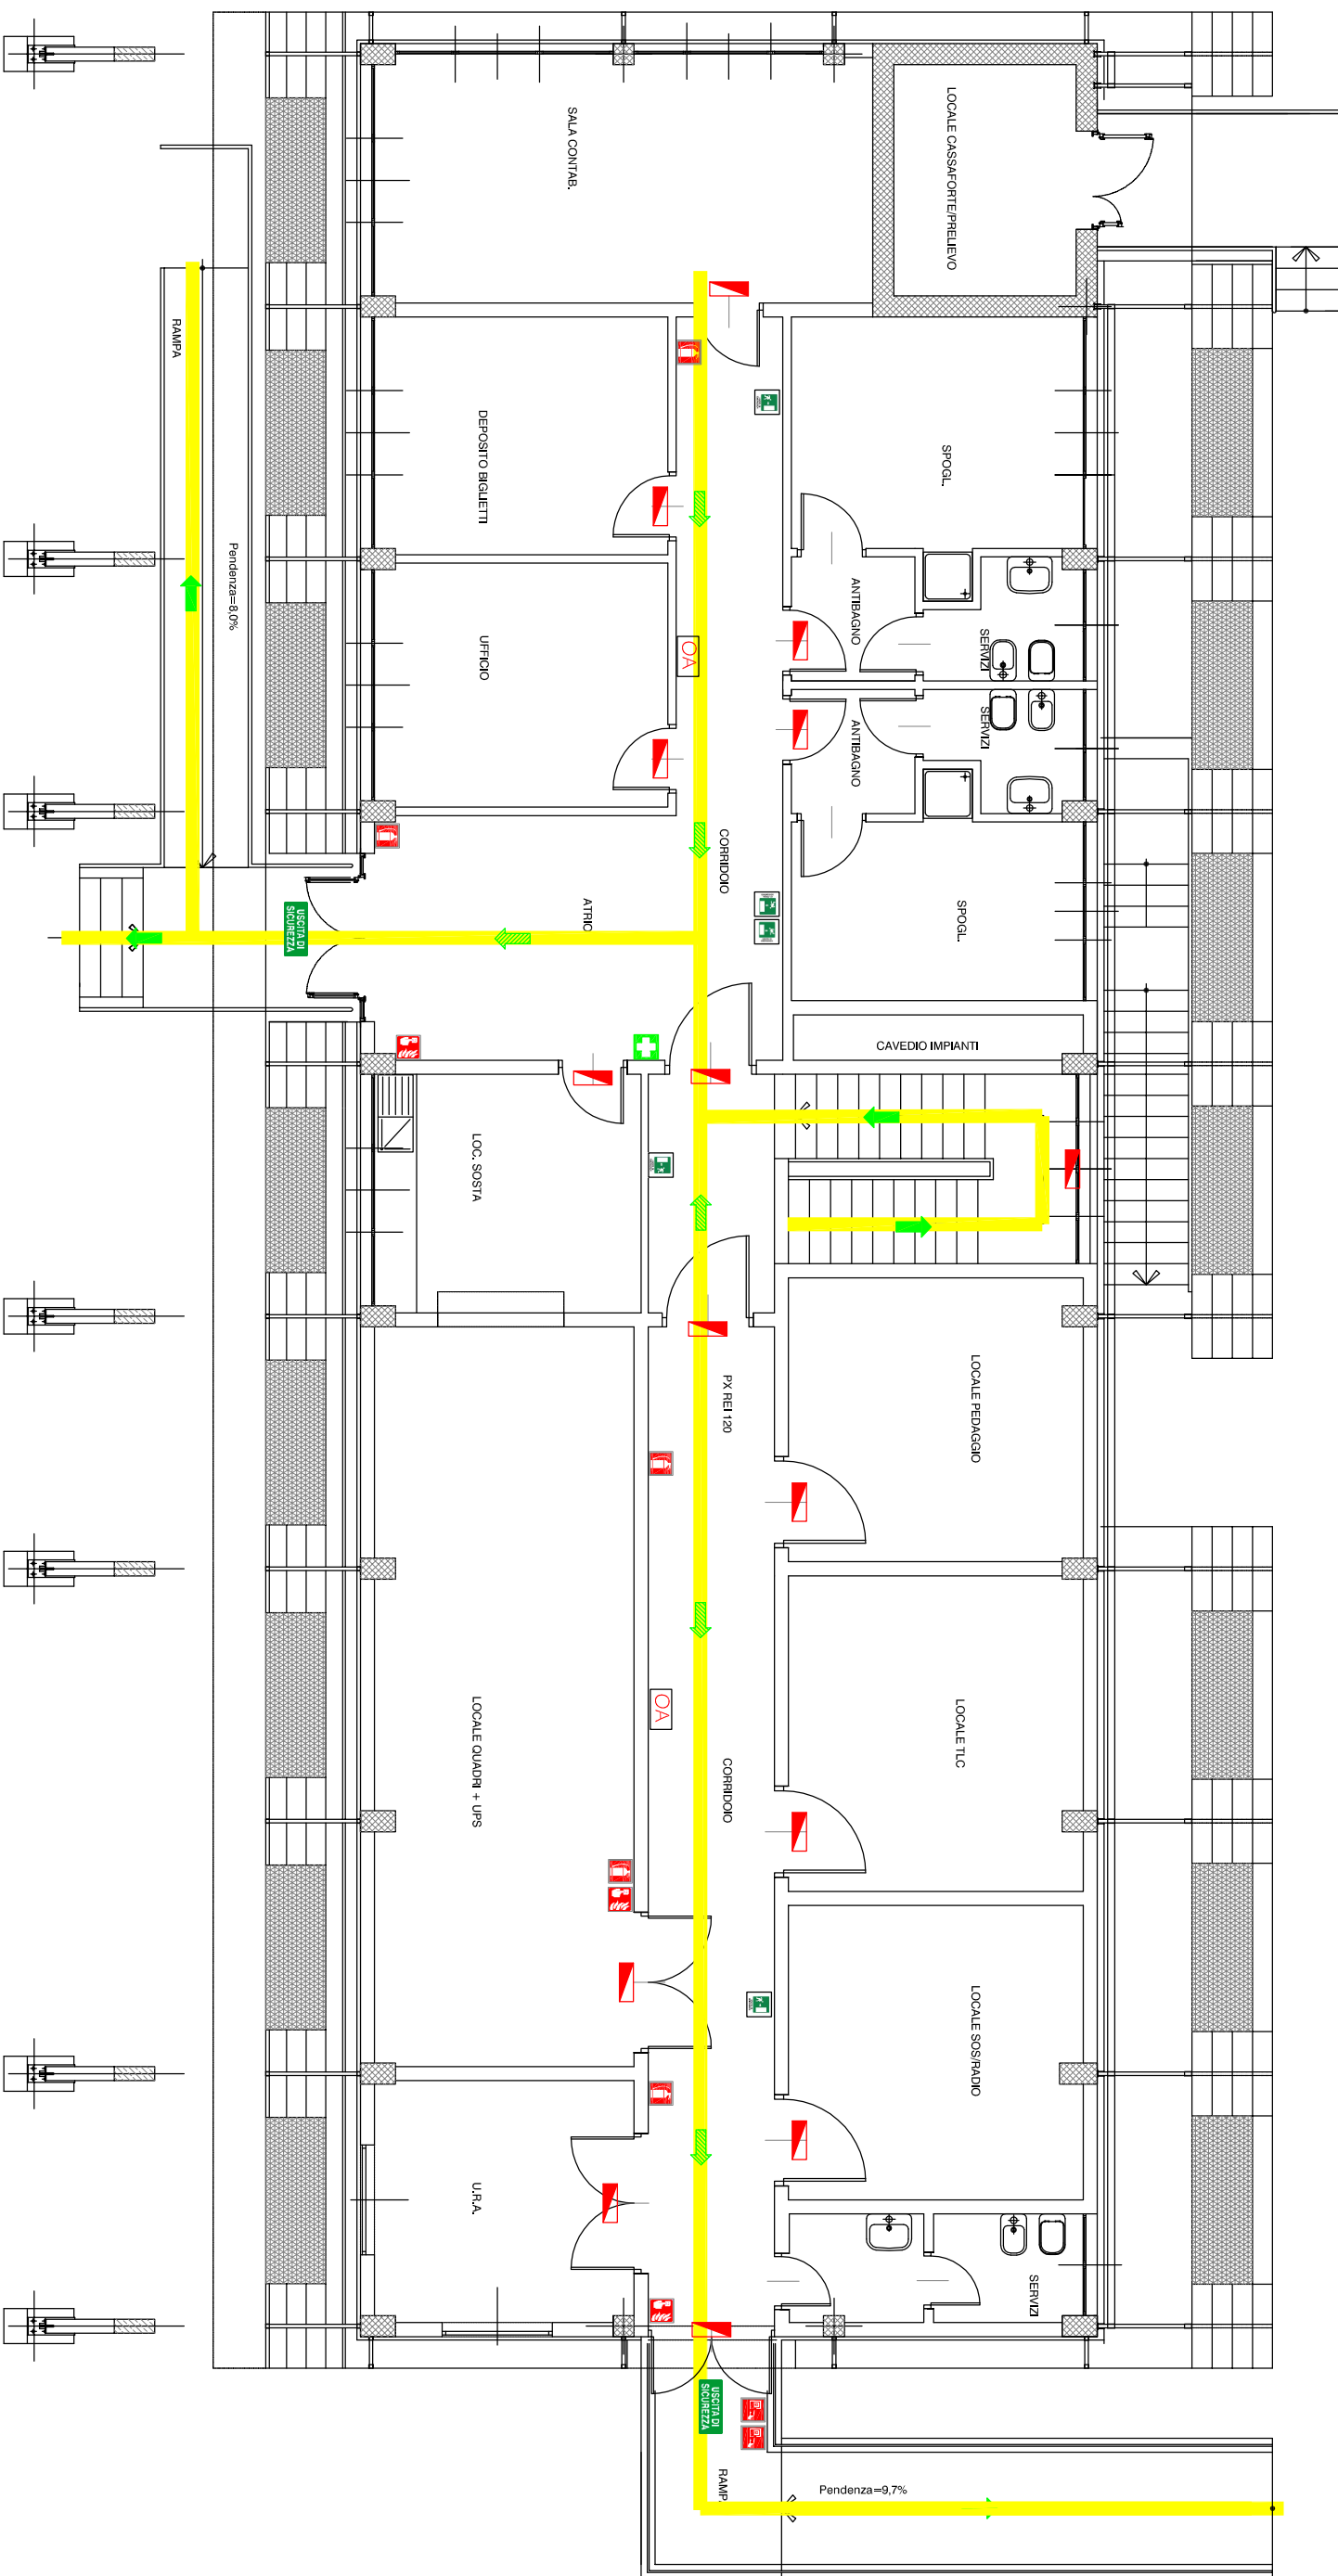 LOCALE CASSAFORTE/PRELIEVO
SALA CONTAB.
RAMPA
Pendenza=8,0%
DEPOSITO BIGLIETTI
SPOGL.
UFFICIO
OA
ANTIBAGNO
SERVIZI
ANTIBAGNO
SERVIZI
CORRIDOIO
ATRIO
SPOGL.
USCITA DI
SICUREZZA
CAVEDIO IMPIANTI
LOC. SOSTA
PX REI 120
LOCALE PEDAGGIO
LOCALE QUADRI + UPS
OA
CORRIDOIO
LOCALE TLC
LOCALE SOS/RADIO
U.R.A.
SERVIZI
USCITA DI
SICUREZZA
RAMP.
Pendenza=9,7%